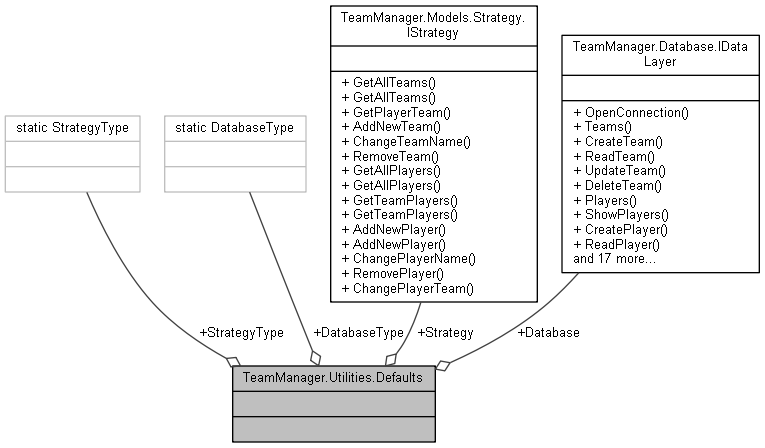 static StrategyType
static DatabaseType
TeamManager.Models.Strategy.
IStrategy
+ GetAllTeams()
+ GetAllTeams()
+ GetPlayerTeam()
+ AddNewTeam()
+ ChangeTeamName()
+ RemoveTeam()
+ GetAllPlayers()
+ GetAllPlayers()
+ GetTeamPlayers()
+ GetTeamPlayers()
+ AddNewPlayer()
+ AddNewPlayer()
+ ChangePlayerName()
+ RemovePlayer()
+ ChangePlayerTeam()
TeamManager.Database.IData
Layer
+ OpenConnection()
+ Teams()
+ CreateTeam()
+ ReadTeam()
+ UpdateTeam()
+ DeleteTeam()
+ Players()
+ ShowPlayers()
+ CreatePlayer()
+ ReadPlayer()
and 17 more...
+StrategyType
+DatabaseType
+Strategy
+Database
TeamManager.Utilities.Defaults